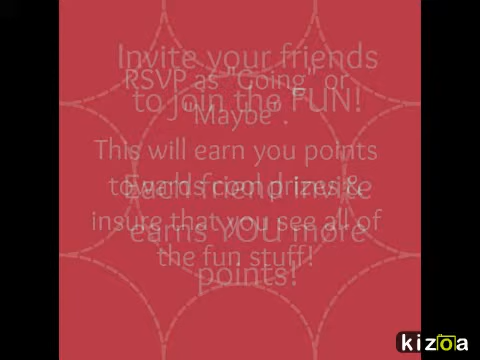 Invite your friends
to join the FUN!
Each friend invite
earns YOU more
points!
RSVP as "Going" or
"Maybe".
This will earn you points
towards cool prizes &
insure that you see all of
the fun stuff!
kizoa